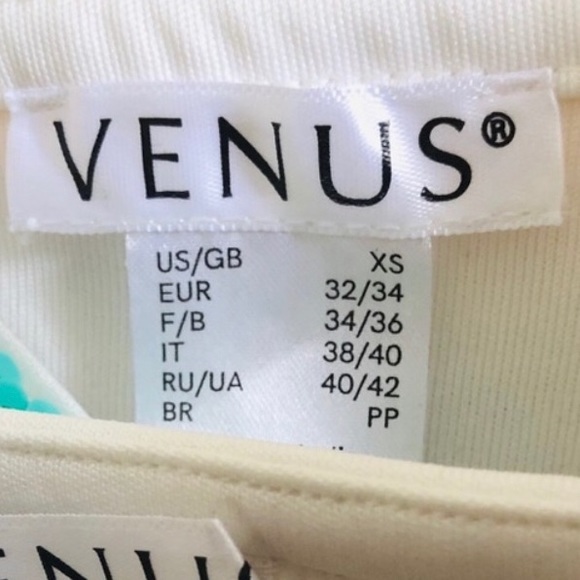 VENUS®
US/GB XS
EUR 32/34
F/B 34/36
IT 38/40
RU/UA 40/42
BR PP